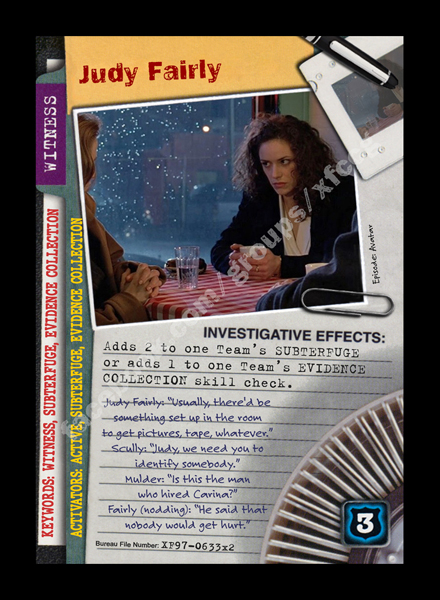 Judy Fairly
WITNESS
KEYWORDS: WITNESS, SUBTERFUGE, EVIDENCE COLLECTION
ACTIVATORS: ACTIVE, SUBTERFUGE, EVIDENCE COLLECTION
Episode: Avatar
INVESTIGATIVE EFFECTS:
Adds 2 to one Team's SUBTERFUGE
or adds 1 to one Team's EVIDENCE
COLLECTION skill check.
Judy Fairly: "Usually, there'd be
something set up in the room
to get pictures, tape, whatever."
Scully: "Judy, we need you to
identify somebody."
Mulder: "Is this the man
who hired Carina?"
Fairly (nodding): "He said that
nobody would get hurt."
3
Bureau File Number: XF97-0633x2
.com/groups/xfc